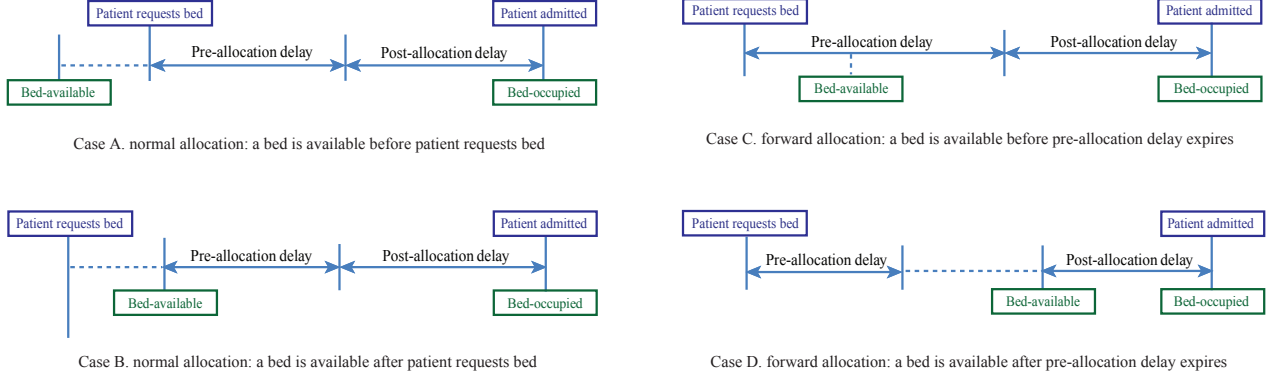 Patient requests bed
Patient admitted
Pre-allocation delay
Post-allocation delay
Bed-available
Bed-occupied
Case A. normal allocation: a bed is available before patient requests bed
Patient requests bed
Patient admitted
Pre-allocation delay
Post-allocation delay
Bed-available
Bed-occupied
Case C. forward allocation: a bed is available before pre-allocation delay expires
Patient requests bed
Patient admitted
Pre-allocation delay
Post-allocation delay
Bed-available
Bed-occupied
Case B. normal allocation: a bed is available after patient requests bed
Patient requests bed
Patient admitted
Pre-allocation delay
Post-allocation delay
Bed-available
Bed-occupied
Case D. forward allocation: a bed is available after pre-allocation delay expires